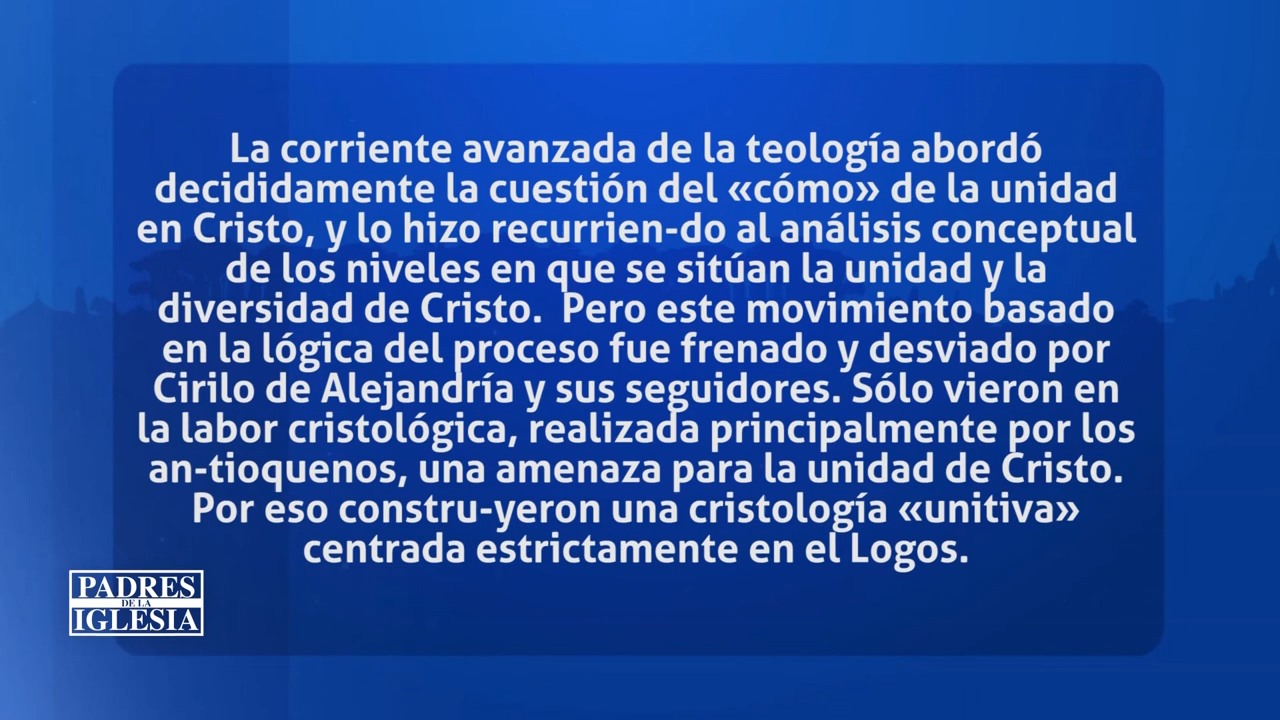 La corriente avanzada de la teología abordó
decididamente la cuestión del «cómo» de la unidad
en Cristo, y lo hizo recurrien-do al análisis conceptual
de los niveles en que se sitúan la unidad y la
diversidad de Cristo.  Pero este movimiento basado
en la lógica del proceso fue frenado y desviado por
Cirilo de Alejandría y sus seguidores. Sólo vieron en
la labor cristológica, realizada principalmente por los
an-tioquenos, una amenaza para la unidad de Cristo.
Por eso constru-yeron una cristología «unitiva»
centrada estrictamente en el Logos.
PADRES
DE LA
IGLESIA